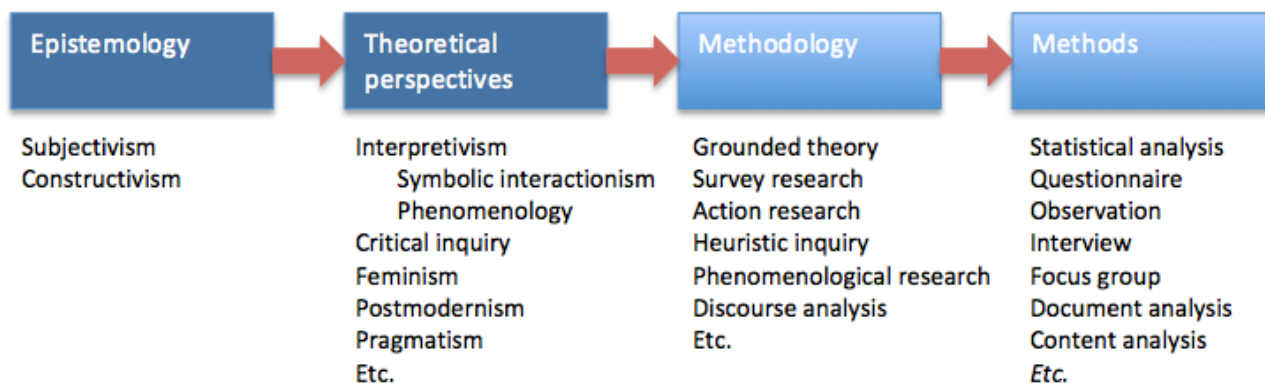 Epistemology
Subjectivism
Constructivism
Theoretical
perspectives
Interpretivism
Symbolic interactionism
Phenomenology
Critical inquiry
Feminism
Postmodernism
Pragmatism
Etc.
Methodology
Grounded theory
Survey research
Action research
Heuristic inquiry
Phenomenological research
Discourse analysis
Etc.
Methods
Statistical analysis
Questionnaire
Observation
Interview
Focus group
Document analysis
Content analysis
Etc.